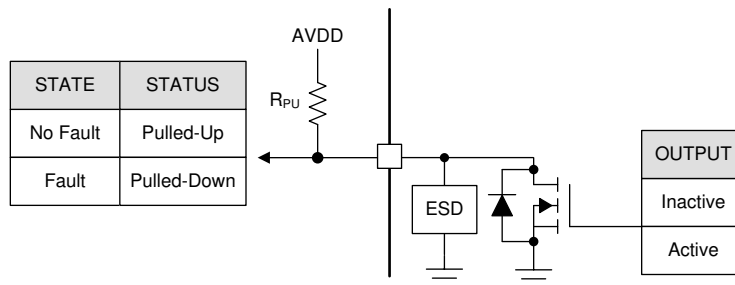 AVDD
STATE STATUS
No Fault Pulled-Up
Fault Pulled-Down
RPU
ESD
OUTPUT
Inactive
Active